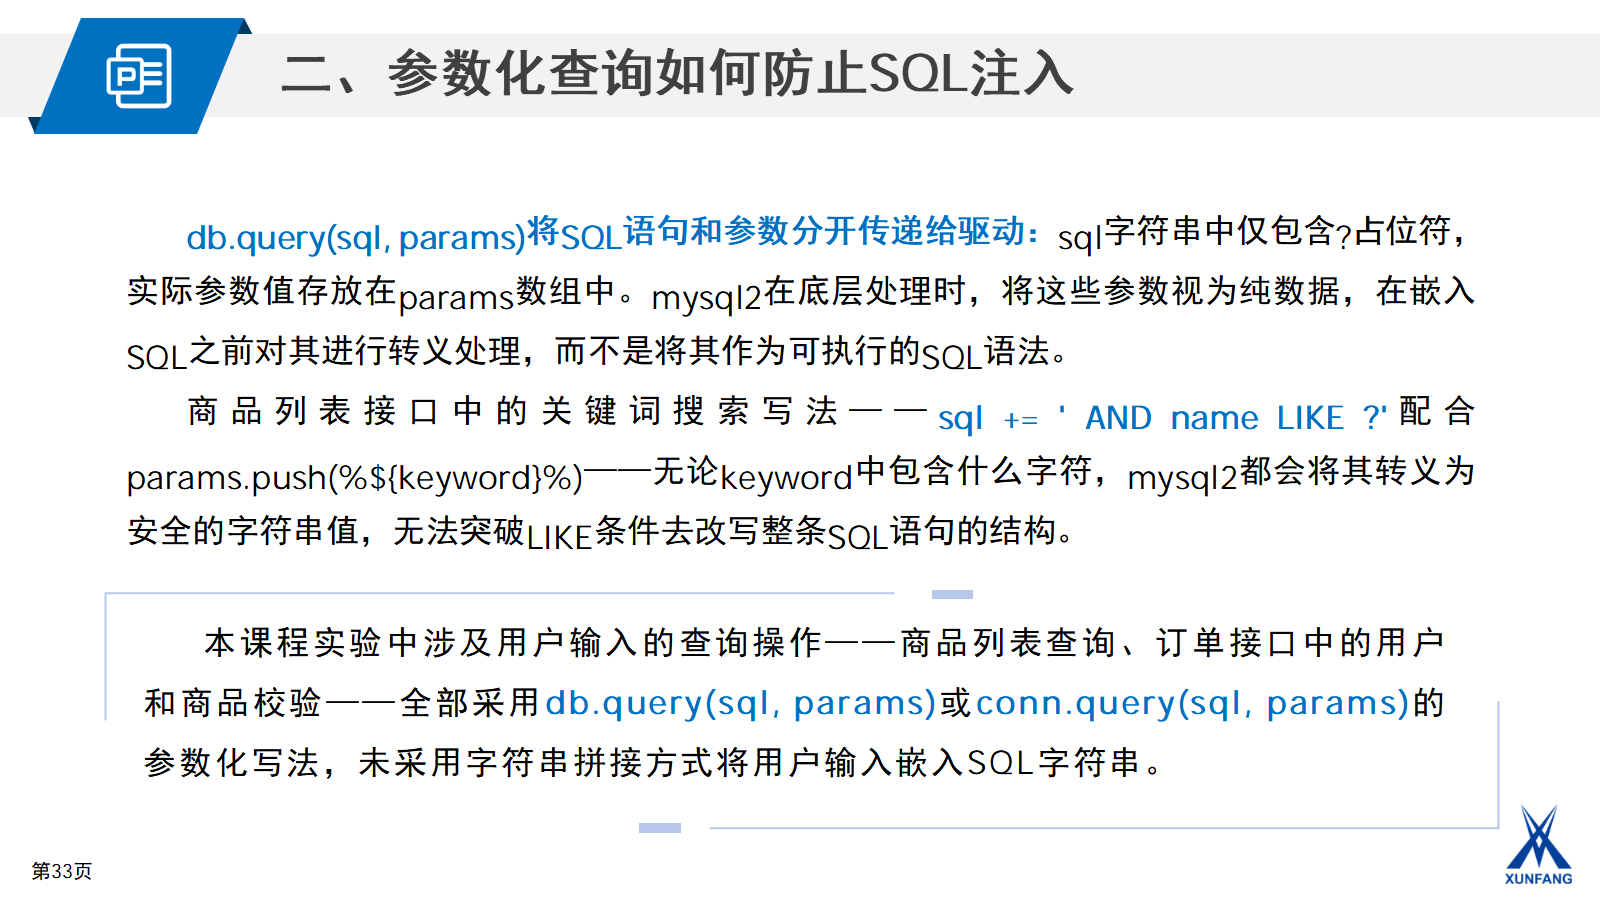 二、参数化查询如何防止SQL注入
db.query(sql, params)将SQL语句和参数分开传递给驱动：sql字符串中仅包含?占位符，
实际参数值存放在params数组中。mysql2在底层处理时，将这些参数视为纯数据，在嵌入
SQL之前对其进行转义处理，而不是将其作为可执行的SQL语法。
商品列表接口中的关键词搜索写法——sql += ' AND name LIKE ?'配合
params.push(%${keyword}%)——无论keyword中包含什么字符，mysql2都会将其转义为
安全的字符串值，无法突破LIKE条件去改写整条SQL语句的结构。
本课程实验中涉及用户输入的查询操作——商品列表查询、订单接口中的用户
和商品校验——全部采用db.query(sql, params)或conn.query(sql, params)的
参数化写法，未采用字符串拼接方式将用户输入嵌入SQL字符串。
第33页
XUNFANG